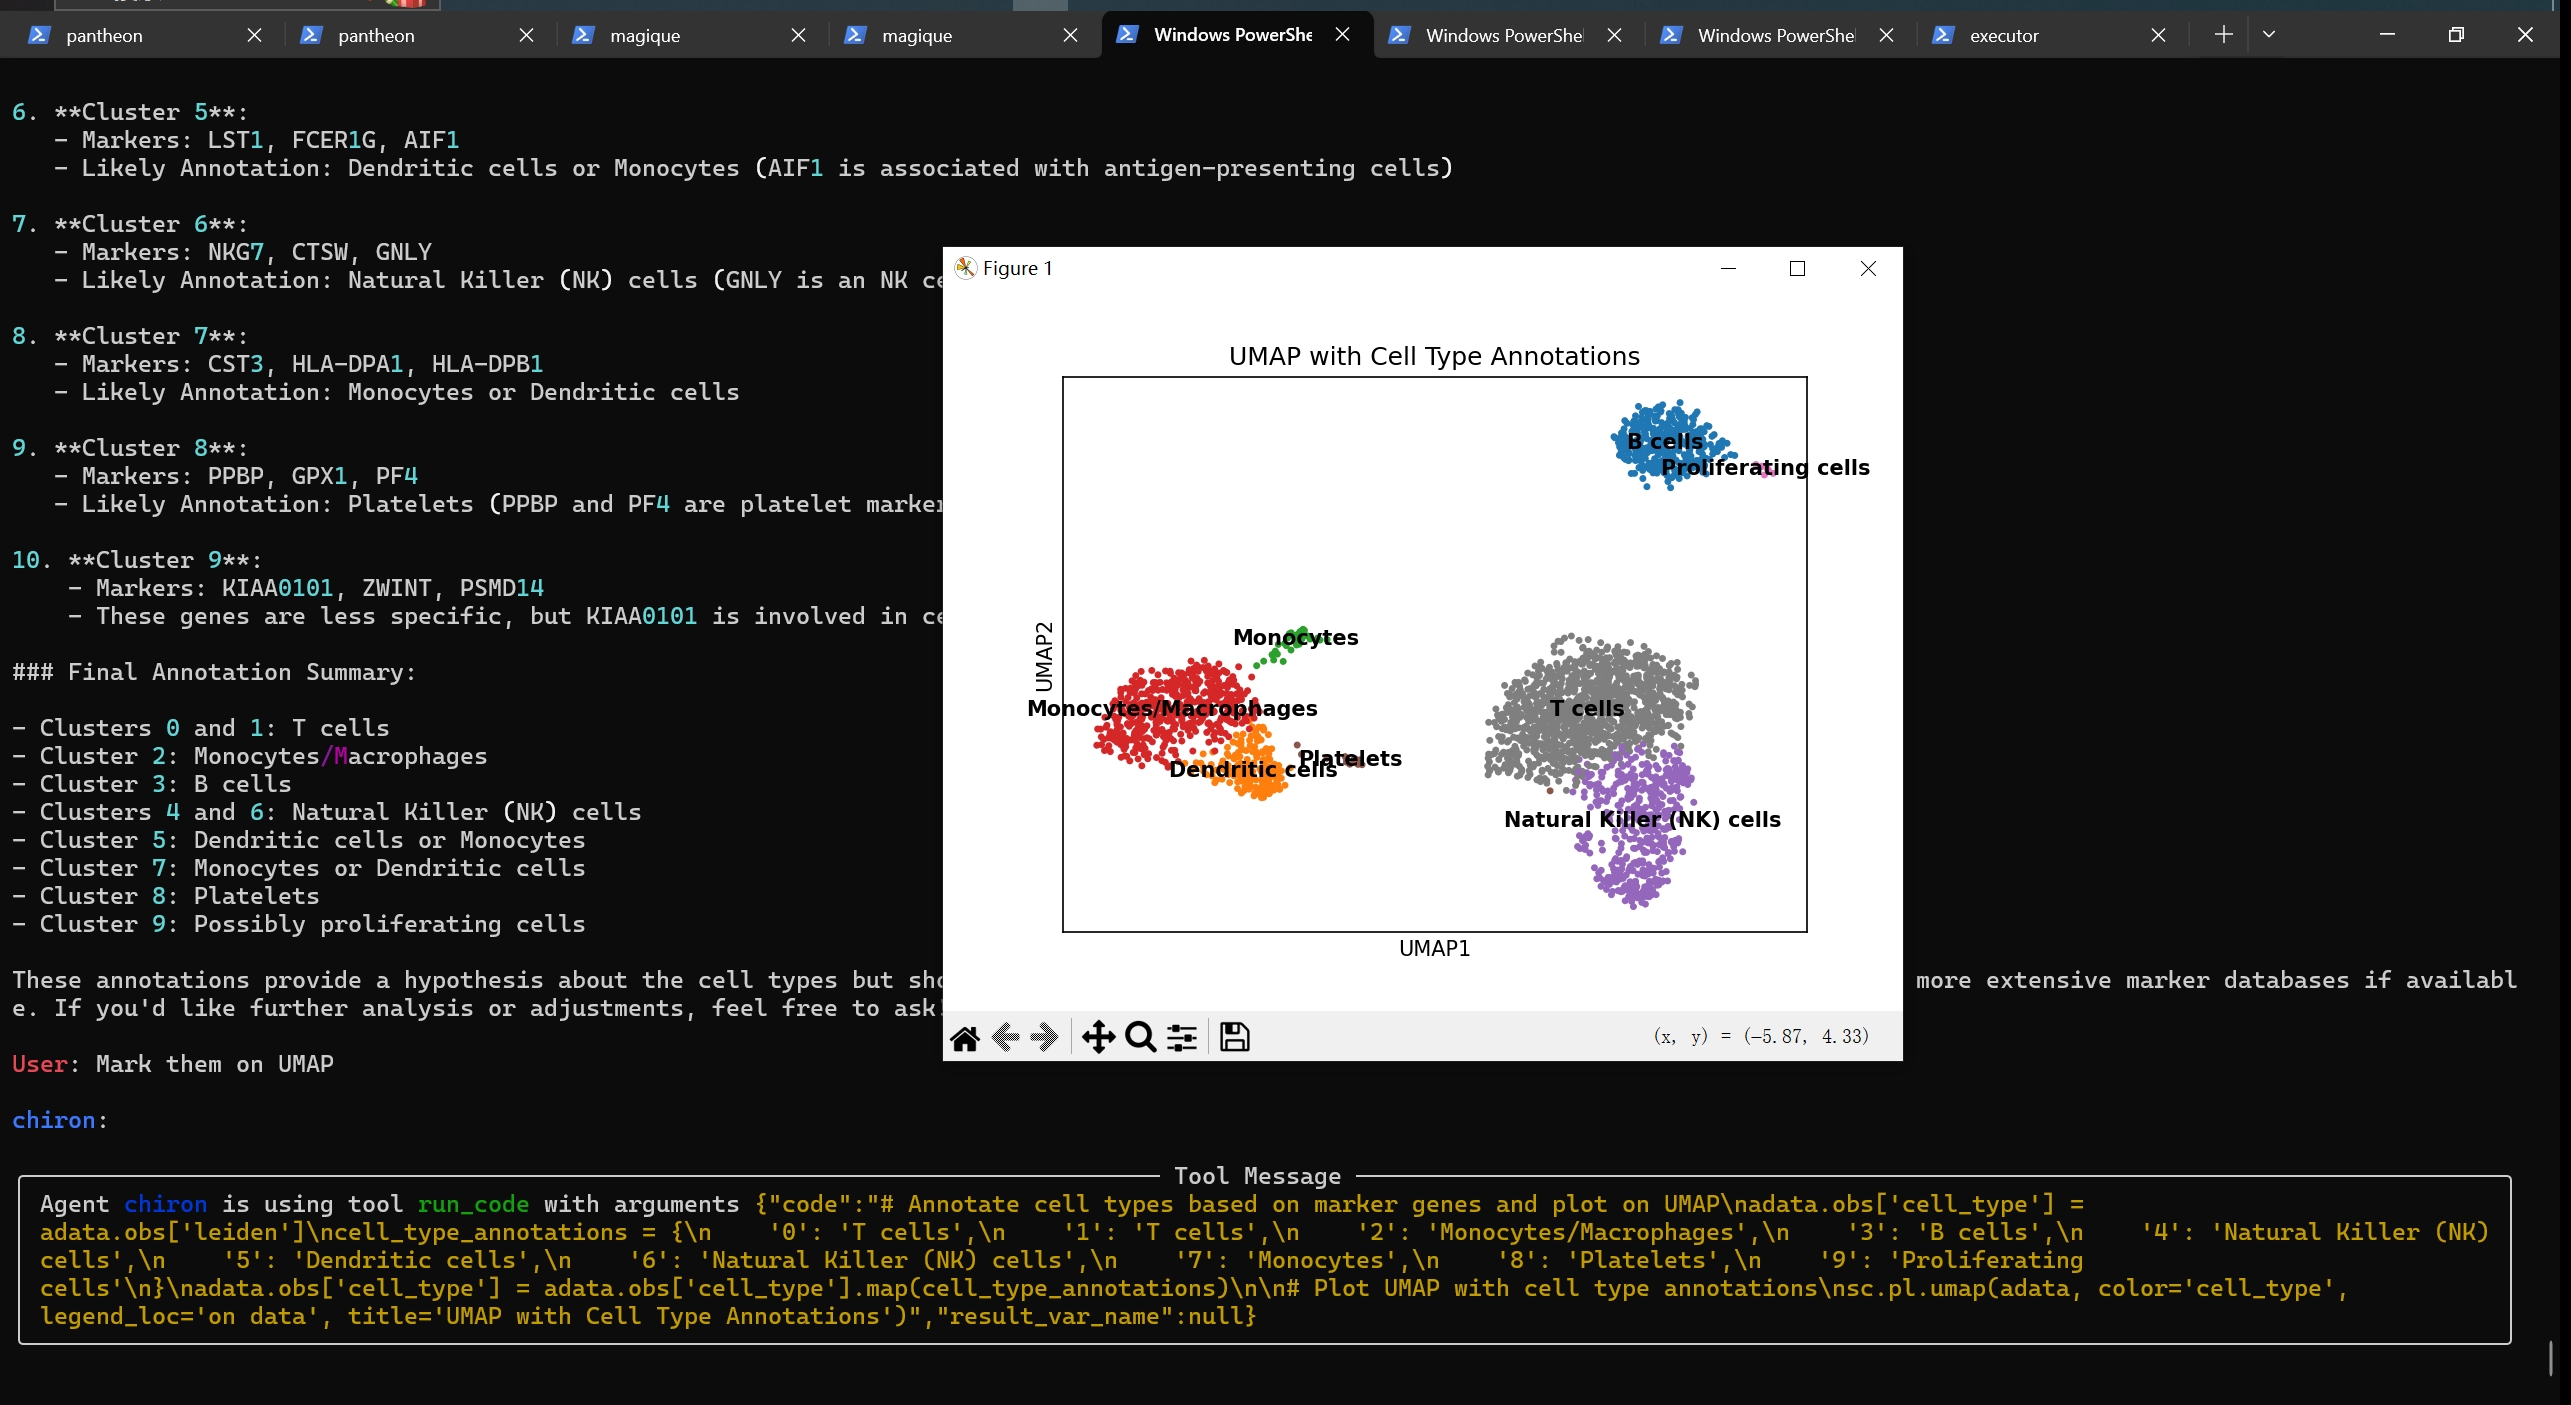 pantheon
pantheon
magique
magique
Windows PowerShe
Windows PowerShel
Windows PowerShel
executor
6. **Cluster 5**:
- Markers: LST1, FCER1G, AIF1
- Likely Annotation: Dendritic cells or Monocytes (AIF1 is associated with antigen-presenting cells)
7. **Cluster 6**:
- Markers: NKG7, CTSW, GNLY
- Likely Annotation: Natural Killer (NK) cells (GNLY is an NK
8. **Cluster 7**:
- Markers: CST3, HLA-DPA1, HLA-DPB1
- Likely Annotation: Monocytes or Dendritic cells
9. **Cluster 8**:
- Markers: PPBP, GPX1, PF4
- Likely Annotation: Platelets (PPBP and PF4 are platelet
10. **Cluster 9**:
- Markers: KIAA0101, ZWINT, PSMD14
- These genes are less specific, but KIAA0101 is involved in
### Final Annotation Summary:
- Clusters 0 and 1: T cells
- Cluster 2: Monocytes/Macrophages
- Cluster 3: B cells
- Clusters 4 and 6: Natural Killer (NK) cells
- Cluster 5: Dendritic cells or Monocytes
- Cluster 7: Monocytes or Dendritic cells
- Cluster 8: Platelets
- Cluster 9: Possibly proliferating cells
These annotations provide a hypothesis about the cell types but
more extensive marker databases if availabl
e. If you'd like further analysis or adjustments, feel free to ask!
User: Mark them on UMAP
chiron:
Tool Message
Agent chiron is using tool run_code with arguments {"code":"# Annotate cell types based on marker genes and plot on UMAP\nadata.obs['cell_type'] =
adata.obs['leiden']\ncell_type_annotations = {\n    '0': 'T cells',\n    '1': 'T cells',\n    '2': 'Monocytes/Macrophages',\n    '3': 'B cells',\n    '4': 'Natural Killer (NK)
cells',\n    '5': 'Dendritic cells',\n    '6': 'Natural Killer (NK) cells',\n    '7': 'Monocytes',\n    '8': 'Platelets',\n    '9': 'Proliferating
cells'\n}\nadata.obs['cell_type'] = adata.obs['cell_type'].map(cell_type_annotations)\n\n# Plot UMAP with cell type annotations\nsc.pl.umap(adata, color='cell_type',
legend_loc='on data', title='UMAP with Cell Type Annotations')","result_var_name":null}
Figure 1
UMAP with Cell Type Annotations
B cells
Proliferating cells
Monocytes
UMAP2
Monocytes/Macrophages
T cells
Platelets
Dendritic cells
Natural Killer (NK) cells
UMAP1
(x, y) = (-5.87, 4.33)